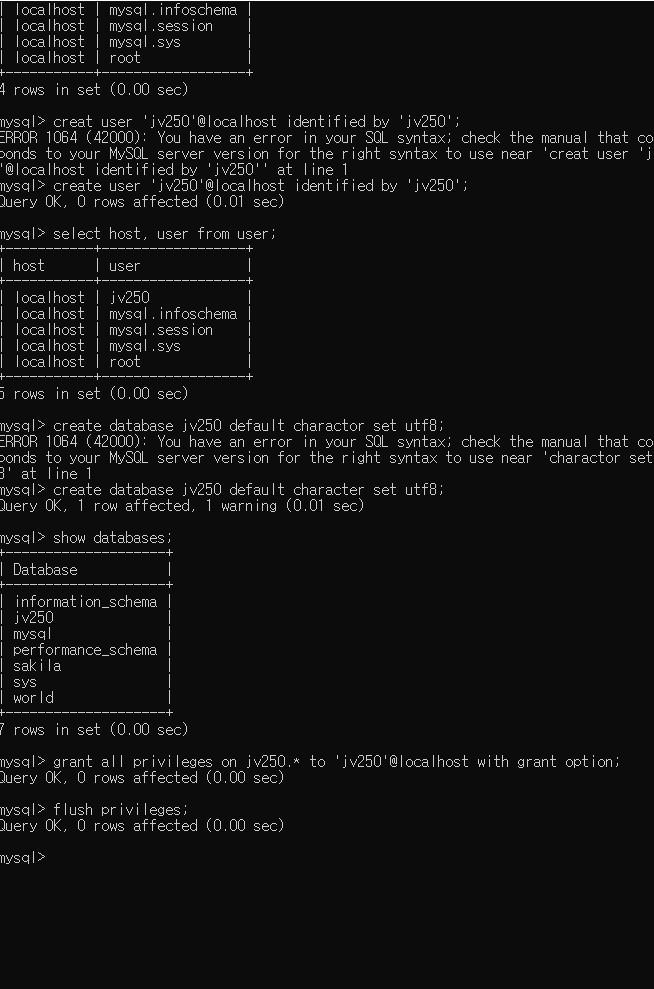 | localhost | mysql.infoschema |
| localhost | mysql.session    |
| localhost | mysql.sys        |
| localhost | root             |
+-----------+------------------+
4 rows in set (0.00 sec)
mysql> creat user 'jv250'@localhost identified by 'jv250';
ERROR 1064 (42000): You have an error in your SQL syntax; check the manual that co
ponds to your MySQL server version for the right syntax to use near 'creat user 'j
'@localhost identified by 'jv250'' at line 1
mysql> create user 'jv250'@localhost identified by 'jv250';
Query OK, 0 rows affected (0.01 sec)
mysql> select host, user from user;
+-----------+------------------+
| host      | user             |
+-----------+------------------+
| localhost | jv250            |
| localhost | mysql.infoschema |
| localhost | mysql.session    |
| localhost | mysql.sys        |
| localhost | root             |
+-----------+------------------+
5 rows in set (0.00 sec)
mysql> create database jv250 default charactor set utf8;
ERROR 1064 (42000): You have an error in your SQL syntax; check the manual that co
ponds to your MySQL server version for the right syntax to use near 'charactor set
8' at line 1
mysql> create database jv250 default character set utf8;
Query OK, 1 row affected, 1 warning (0.01 sec)
mysql> show databases;
+--------------------+
| Database           |
+--------------------+
| information_schema |
| jv250              |
| mysql              |
| performance_schema |
| sakila             |
| sys                |
| world              |
+--------------------+
7 rows in set (0.00 sec)
mysql> grant all privileges on jv250.* to 'jv250'@localhost with grant option;
Query OK, 0 rows affected (0.00 sec)
mysql> flush privileges;
Query OK, 0 rows affected (0.00 sec)
mysql>